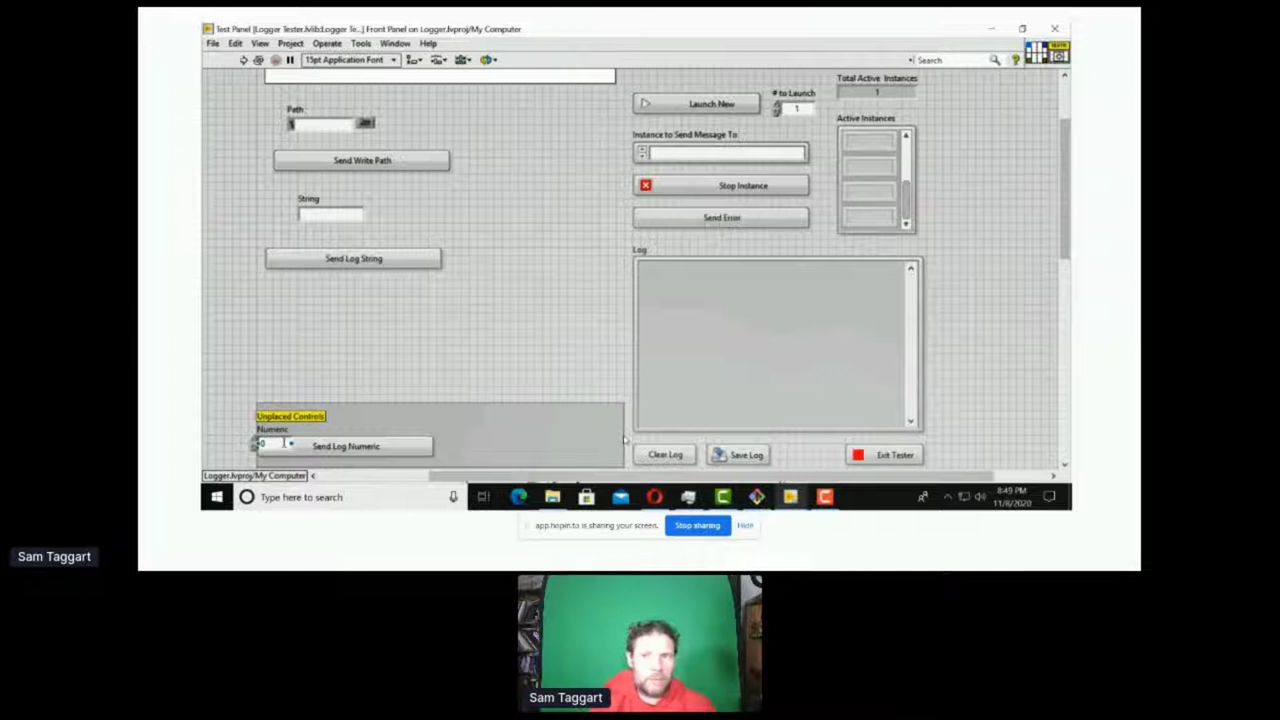 Test Panel [Logger Tester.lvlib:Logger Te...] Front Panel on Logger.lvproj/My Computer
File Edit View Project Operate Tools Window Help
15pt Application Font
Search
Total Active Instances
1
Launch New
# to Launch
1
Path
Active Instances
Instance to Send Message To
Send Write Path
Stop Instance
String
Send Error
Log
Send Log String
Unplaced Controls
Numeric
0
Send Log Numeric
Clear Log
Save Log
Exit Tester
Logger.lvproj/My Computer
Type here to search
8:49 PM
11/8/2020
app.hopin.to is sharing your screen.
Stop sharing
Hide
Sam Taggart
Sam Taggart